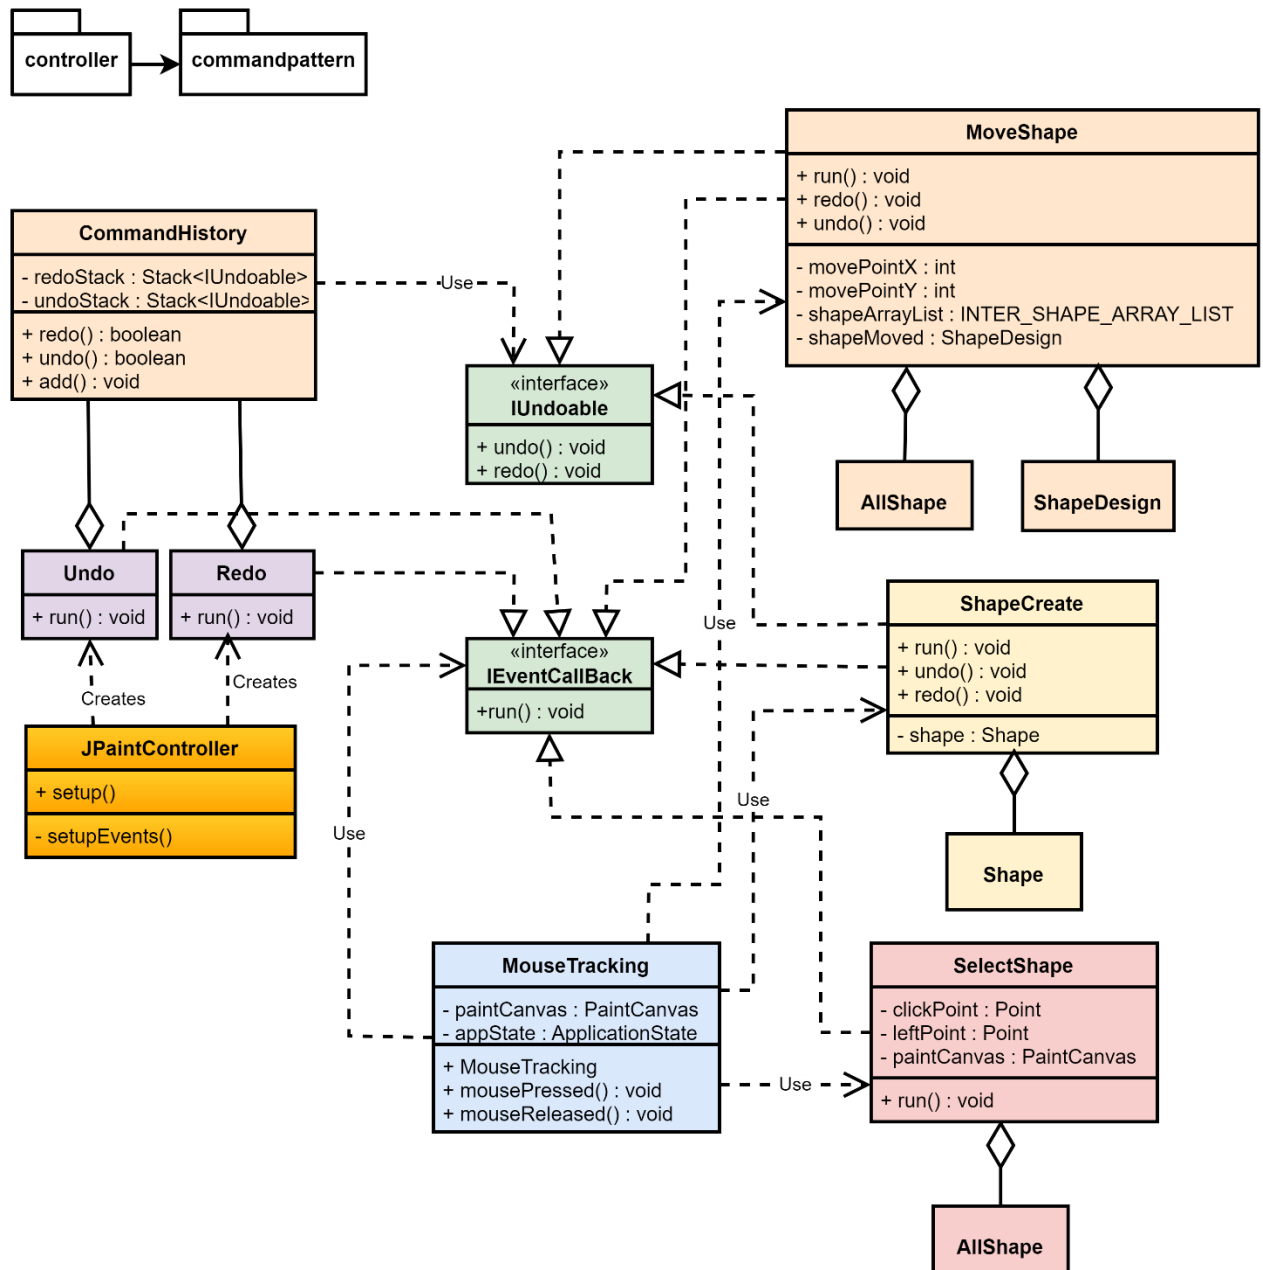 controller
commandpattern
MoveShape
+ run() : void
+ redo() : void
+ undo() : void
- movePointX : int
- movePointY : int
- shapeArrayList : INTER_SHAPE_ARRAY_LIST
- shapeMoved : ShapeDesign
CommandHistory
- redoStack : Stack<IUndoable>
- undoStack : Stack<IUndoable>
+ redo() : boolean
+ undo() : boolean
+ add() : void
Use
«interface»
IUndoable
+ undo() : void
+ redo() : void
AllShape
ShapeDesign
Undo
+ run() : void
Redo
+ run() : void
Creates
Creates
JPaintController
+ setup()
- setupEvents()
«interface»
IEventCallBack
+run() : void
Use
ShapeCreate
+ run() : void
+ undo() : void
+ redo() : void
- shape : Shape
Use
Use
Shape
MouseTracking
- paintCanvas : PaintCanvas
- appState : ApplicationState
+ MouseTracking
+ mousePressed() : void
+ mouseReleased() : void
Use
SelectShape
- clickPoint : Point
- leftPoint : Point
- paintCanvas : PaintCanvas
+ run() : void
AllShape